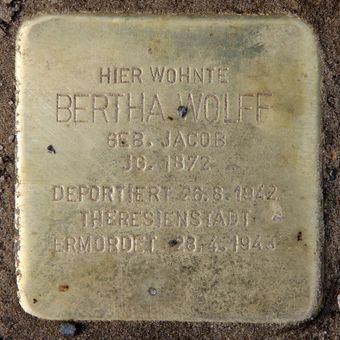 HIER WOHNTE
BERTHA WOLFF
GEB. JACOB
JG. 1872
DEPORTIERT 28.8.1942
THERESIENSTADT
ERMORDET 28.4.1943